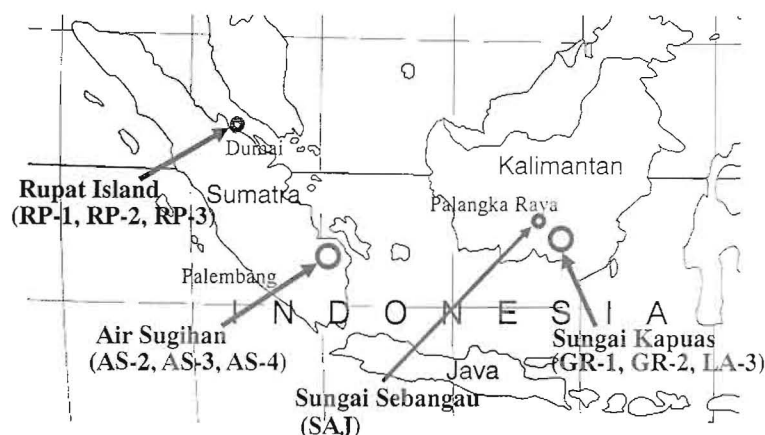 Dumai
Kalimantan
Rupat Island
(RP-1, RP-2, RP-3)
Sumatra
Palangka Raya
Palembang
INDONESIA
Air Sugihan
(AS-2, AS-3, AS-4)
Sungai Kapuas
(GR-1, GR-2, LA-3)
Java
Sungai Sebangau
(SAJ)